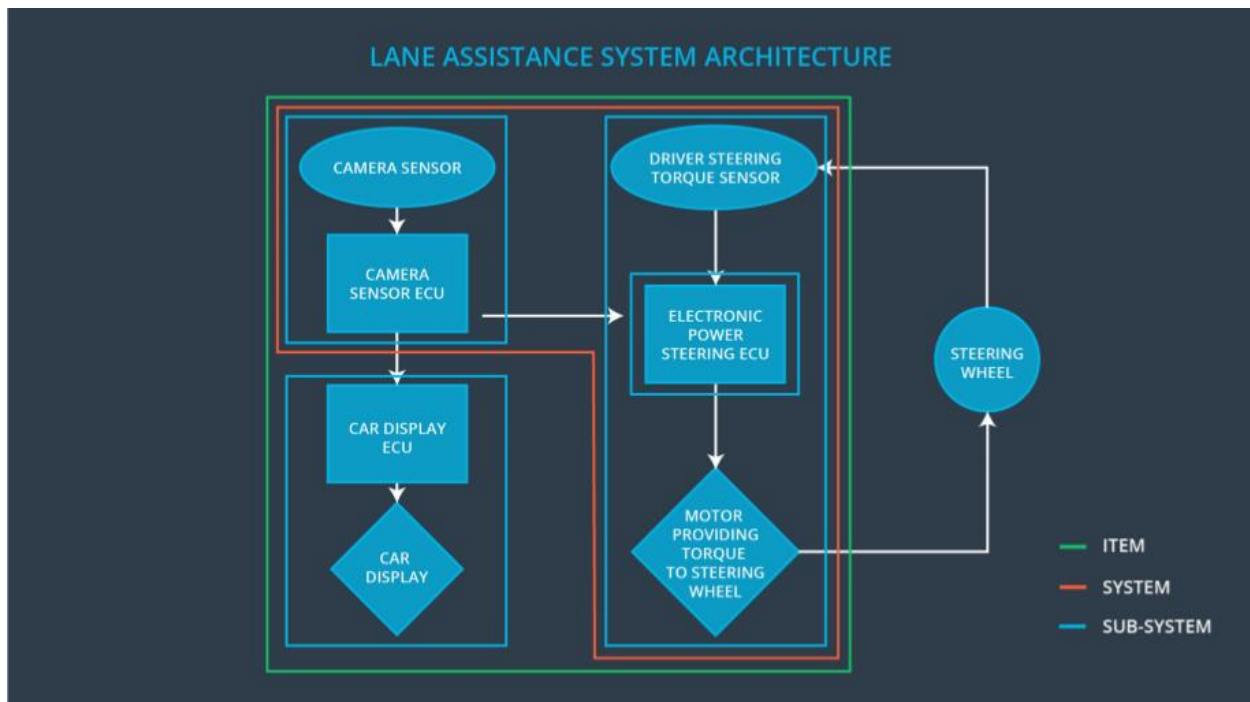 LANE ASSISTANCE SYSTEM ARCHITECTURE
CAMERA SENSOR
CAMERA
SENSOR ECU
CAR DISPLAY
ECU
CAR
DISPLAY
DRIVER STEERING
TORQUE SENSOR
ELECTRONIC
POWER
STEERING ECU
MOTOR
PROVIDING
TORQUE
TO STEERING
WHEEL
STEERING
WHEEL
ITEM
SYSTEM
SUB-SYSTEM